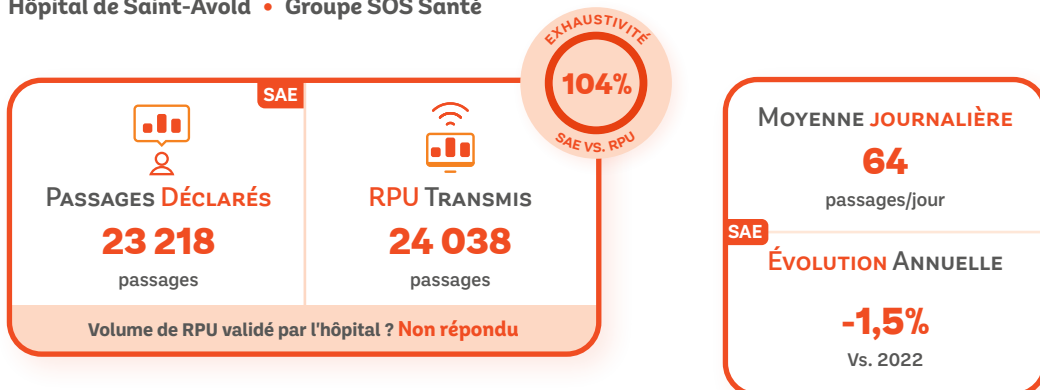 Hôpital de Saint-Avold • Groupe SOS Santé
EXHAUSTIVITÉ
104%
SAE VS. RPU
SAE
PASSAGES DÉCLARÉS
23 218
passages
RPU TRANSMIS
24 038
passages
Volume de RPU validé par l'hôpital ? Non répondu
MOYENNE JOURNALIÈRE
64
passages/jour
SAE
ÉVOLUTION ANNUELLE
-1,5%
Vs. 2022